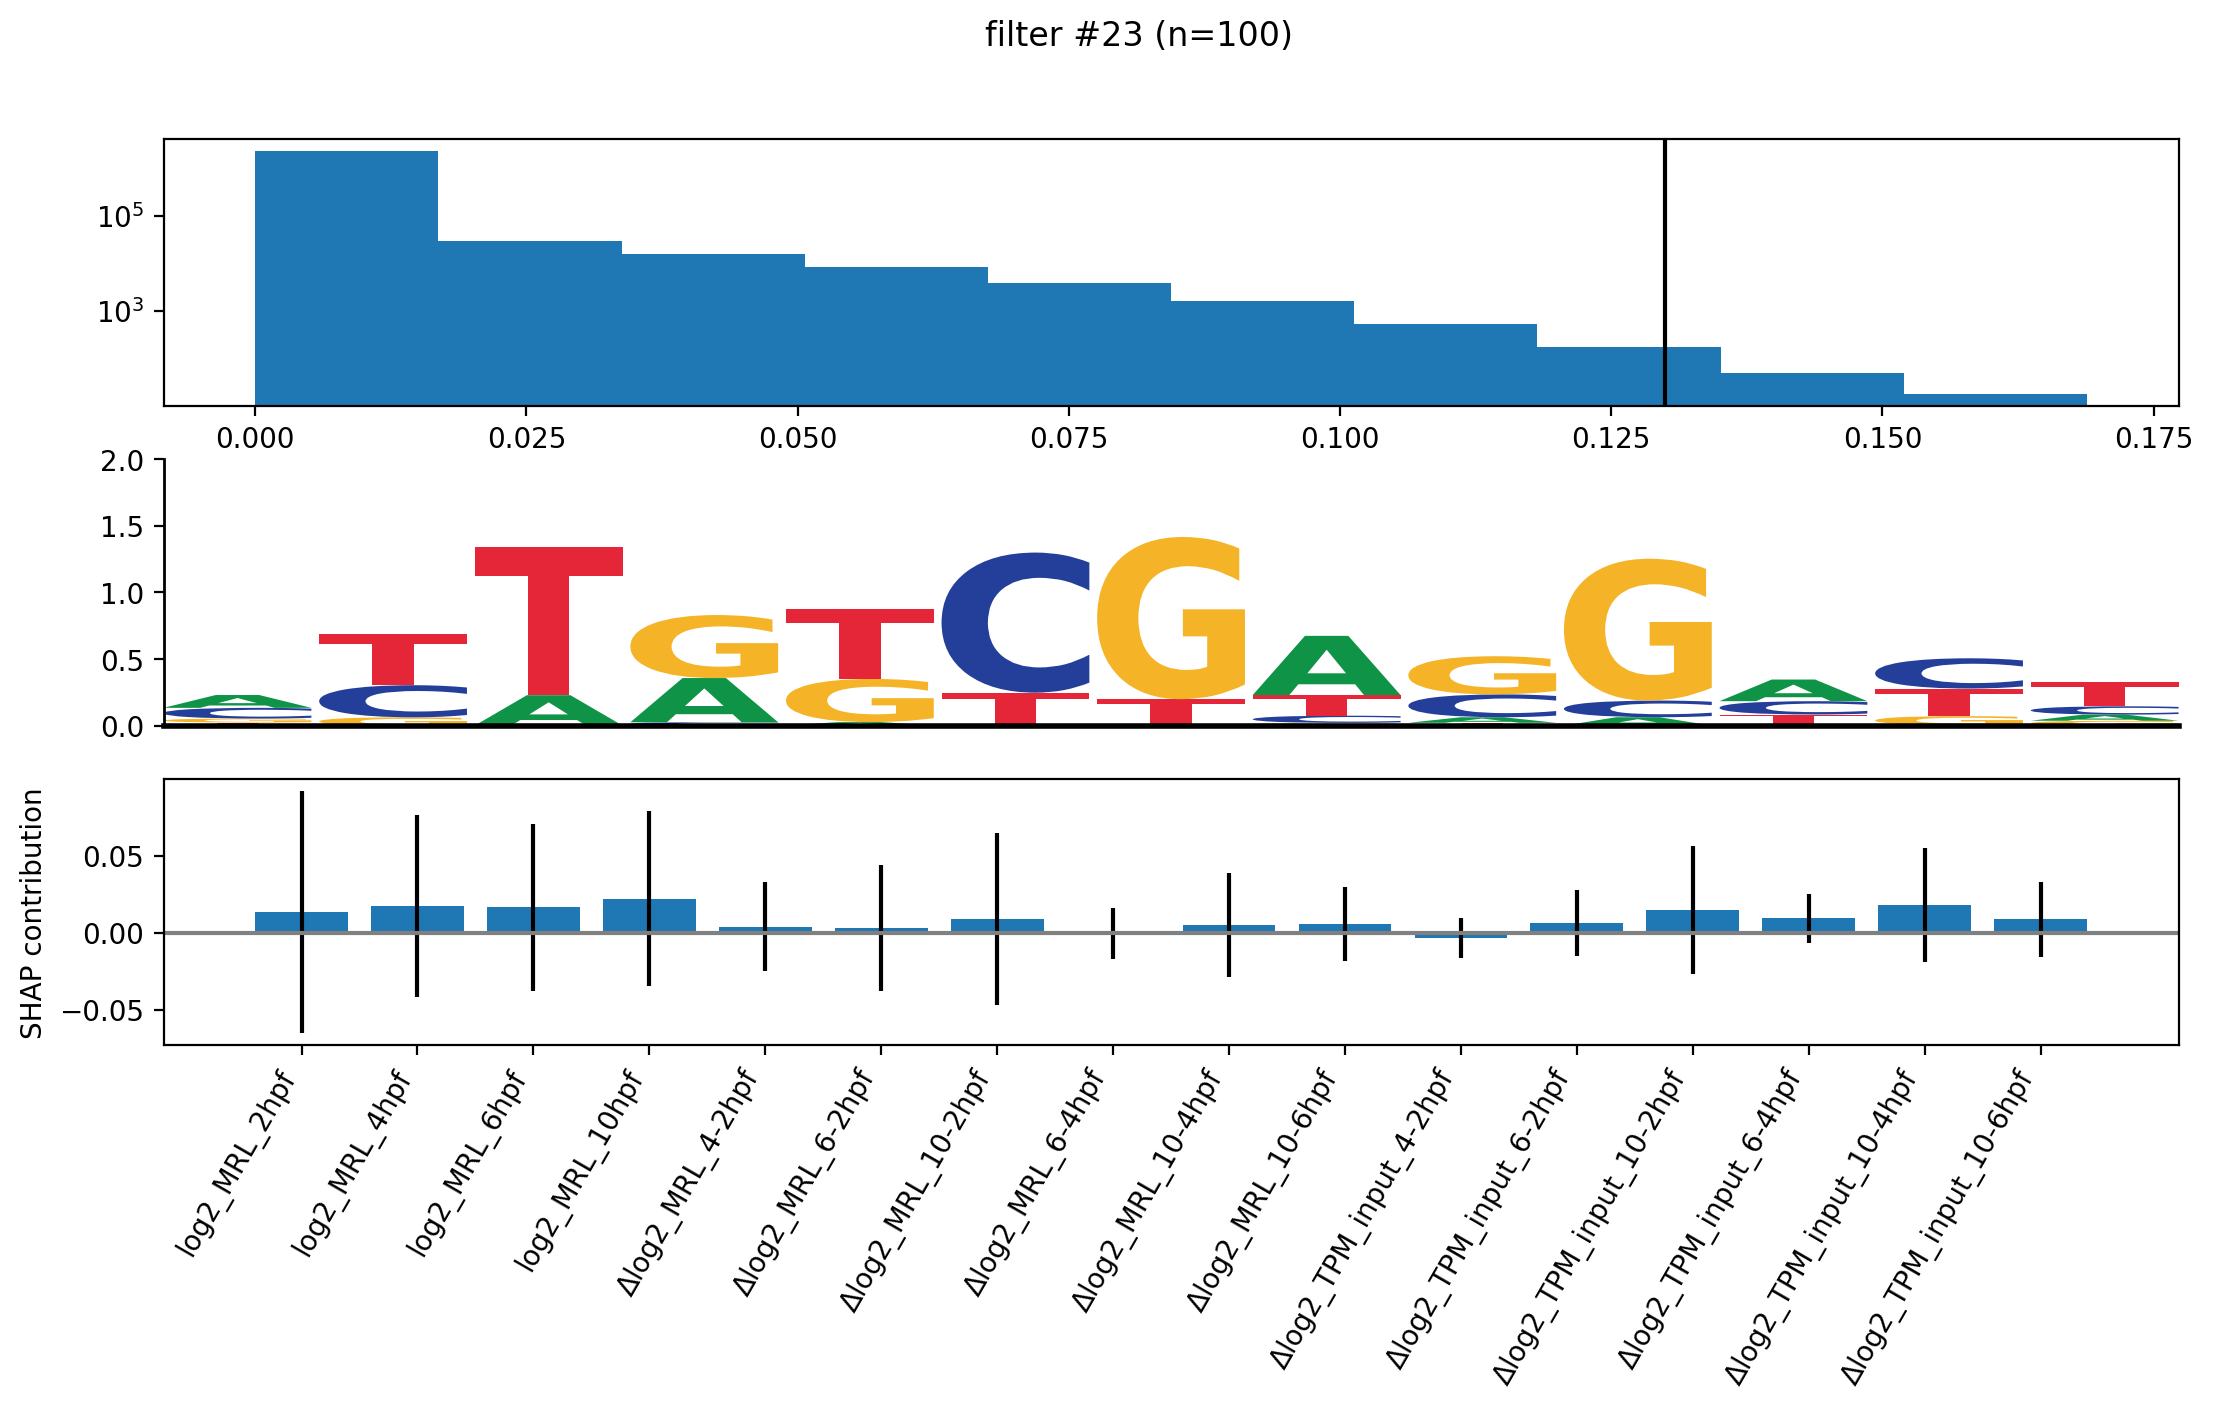 filter #23 (n=100)
10^5
10^3
0.000 0.025 0.050 0.075 0.100 0.125 0.150 0.175
2.0
1.5
1.0
0.5
0.0
A C G
T C G
T A
G A C
T G A
C T
G T
A T C
G C A
G C A
A C T
C T G
T C A G
SHAP contribution
0.05
0.00
−0.05
log2_MRL_2hpf
log2_MRL_4hpf
log2_MRL_6hpf
log2_MRL_10hpf
Δlog2_MRL_4-2hpf
Δlog2_MRL_6-2hpf
Δlog2_MRL_10-2hpf
Δlog2_MRL_6-4hpf
Δlog2_MRL_10-4hpf
Δlog2_MRL_10-6hpf
Δlog2_TPM_input_4-2hpf
Δlog2_TPM_input_6-2hpf
Δlog2_TPM_input_10-2hpf
Δlog2_TPM_input_6-4hpf
Δlog2_TPM_input_10-4hpf
Δlog2_TPM_input_10-6hpf